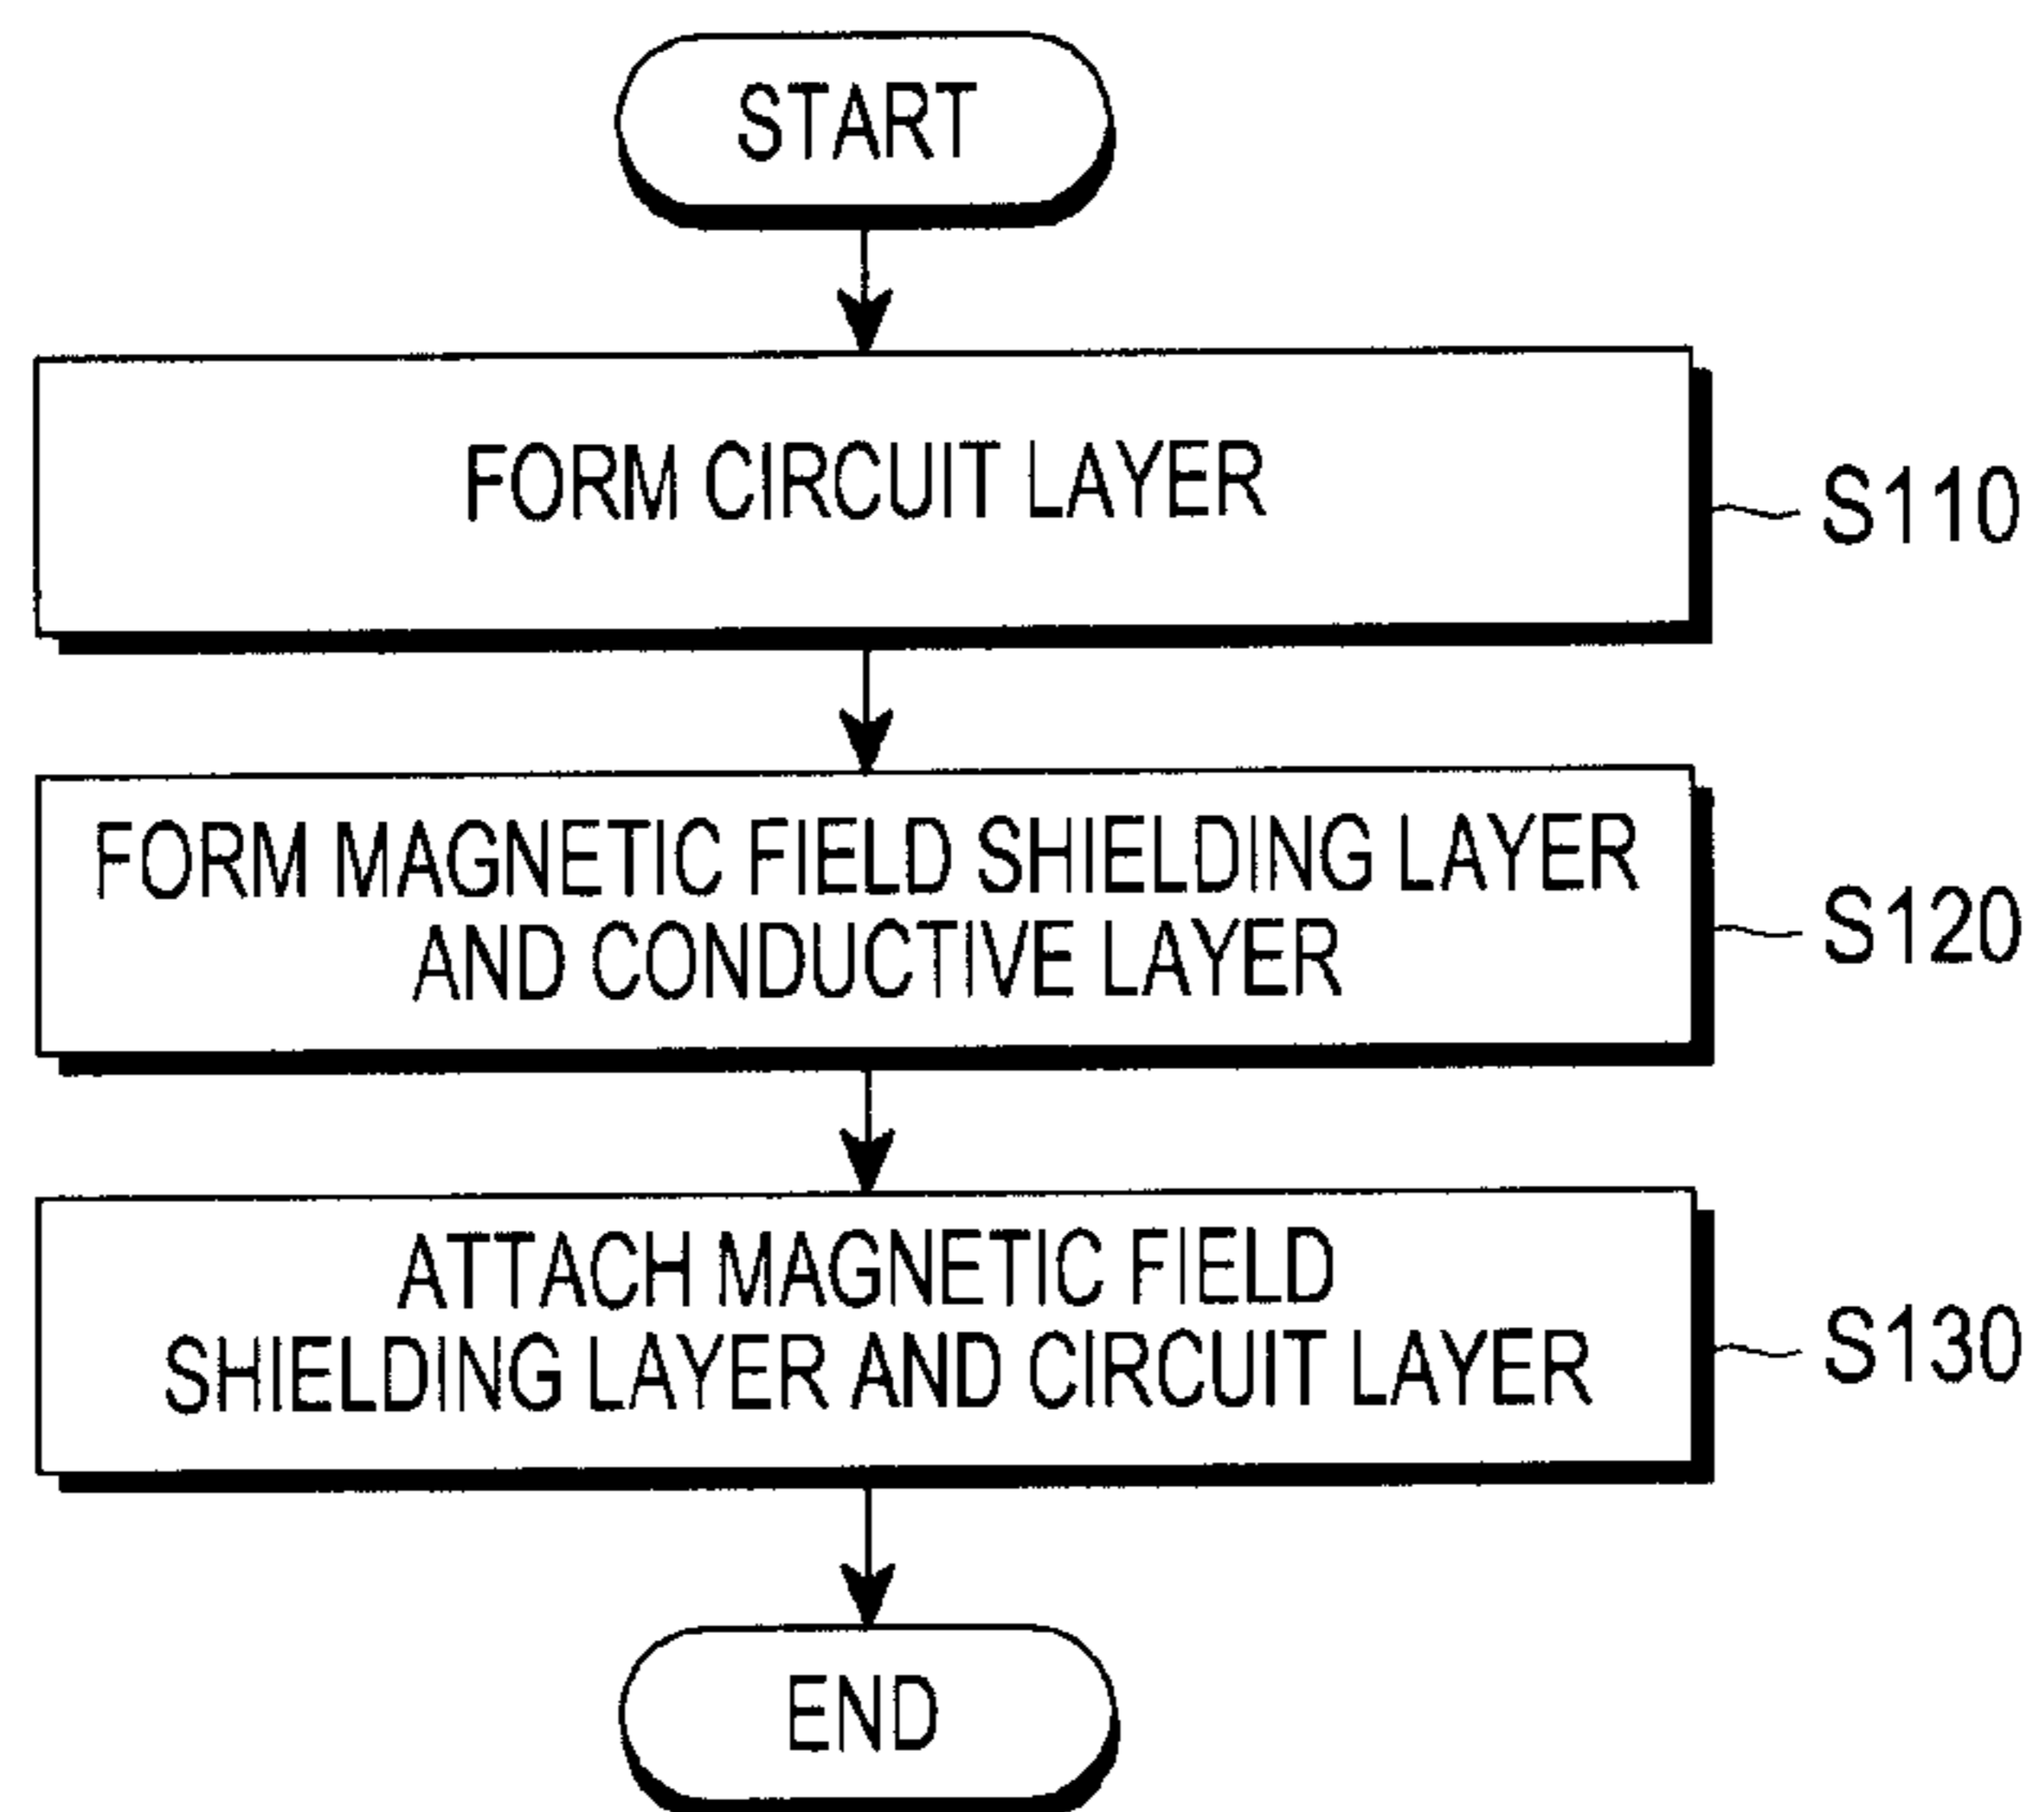 START
FORM CIRCUIT LAYER
S110
FORM MAGNETIC FIELD SHIELDING LAYER
AND CONDUCTIVE LAYER
S120
ATTACH MAGNETIC FIELD
SHIELDING LAYER AND CIRCUIT LAYER
S130
END